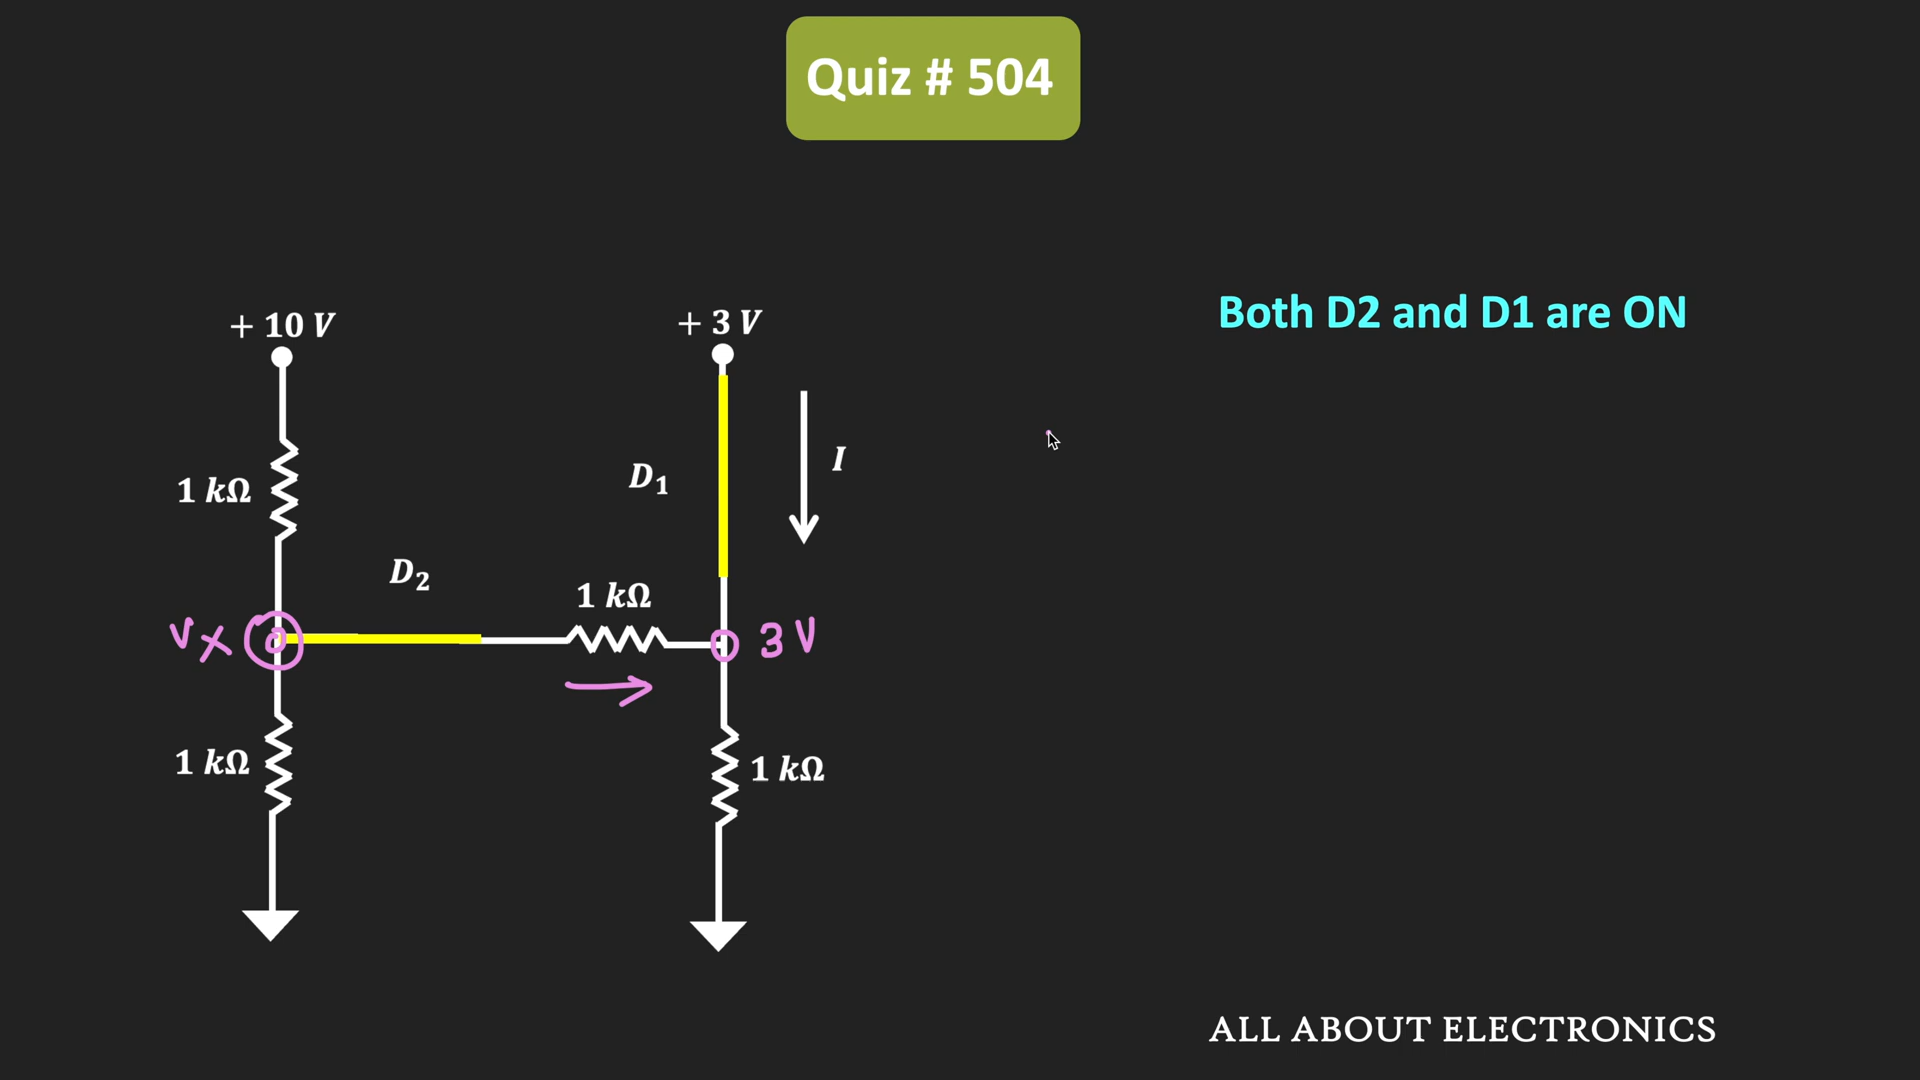 Quiz # 504
+ 10 V
+ 3 V
Both D2 and D1 are ON
1 kΩ
D₁
I
D₂
1 kΩ
Vx
3 V
1 kΩ
1 kΩ
ALL ABOUT ELECTRONICS